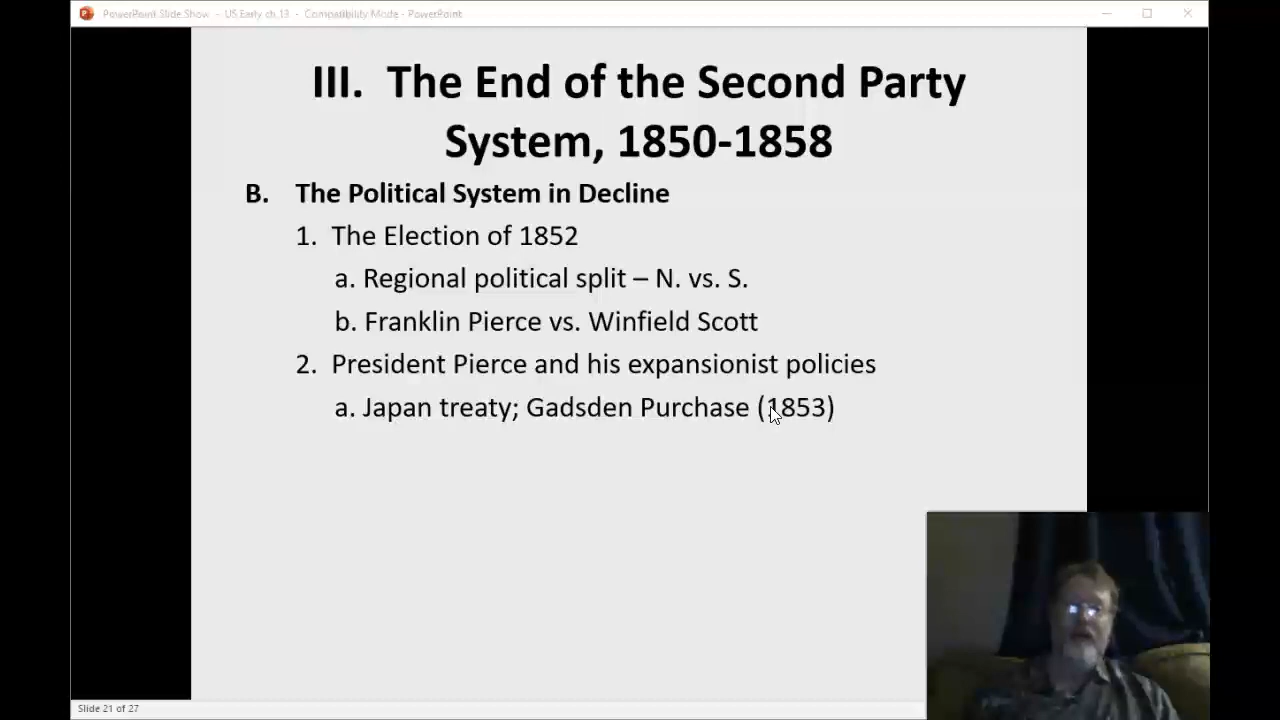 PowerPoint Slide Show - US Early ch 13 - Compatibility Mode - PowerPoint
III. The End of the Second Party
System, 1850-1858
B. The Political System in Decline
1. The Election of 1852
a. Regional political split – N. vs. S.
b. Franklin Pierce vs. Winfield Scott
2. President Pierce and his expansionist policies
a. Japan treaty; Gadsden Purchase (1853)
Slide 21 of 27